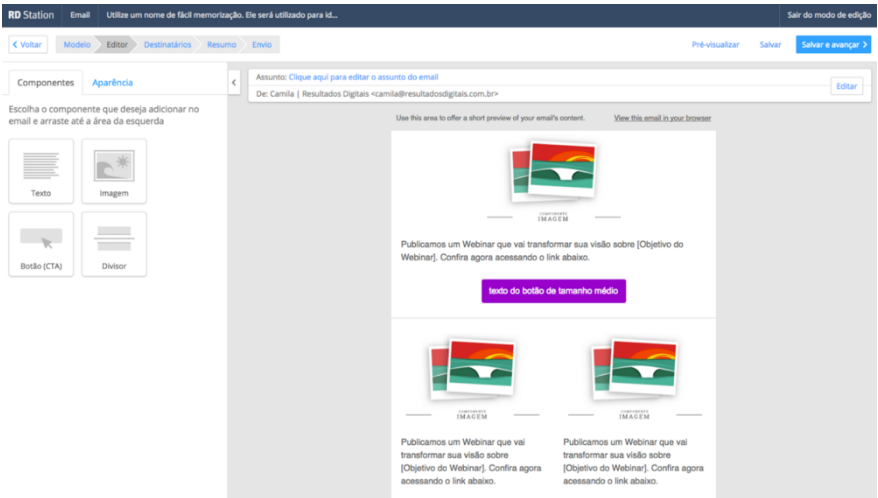 RD Station Email Utilize um nome de fácil memorização. Ele será utilizado para id... Sair do modo de edição
Voltar Modelo Editor Destinatários Resumo Envio Pré-visualizar Salvar Salvar e avançar
Componentes Aparência
Escolha o componente que deseja adicionar no
email e arraste até a área da esquerda
Texto Imagem
Botão (CTA) Divisor
Assunto: Clique aqui para editar o assunto do email
De: Camila | Resultados Digitais <camila@resultadosdigitais.com.br>
Editar
Use this area to offer a short preview of your email's content. View this email in your browser
COMPONENTE
IMAGEM
Publicamos um Webinar que vai transformar sua visão sobre [Objetivo do
Webinar]. Confira agora acessando o link abaixo.
texto do botão de tamanho médio
COMPONENTE
IMAGEM
Publicamos um Webinar que vai
transformar sua visão sobre
[Objetivo do Webinar]. Confira agora
acessando o link abaixo.
COMPONENTE
IMAGEM
Publicamos um Webinar que vai
transformar sua visão sobre
[Objetivo do Webinar]. Confira agora
acessando o link abaixo.